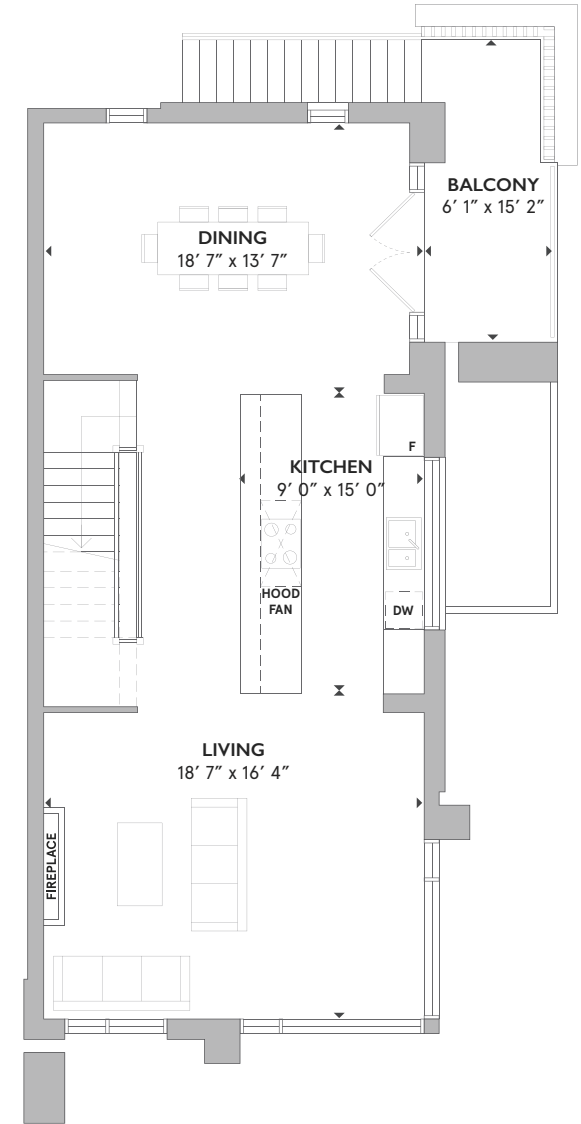 BALCONY
6′ 1″ x 15′ 2″
DINING
18′ 7″ x 13′ 7″
F
KITCHEN
9′ 0″ x 15′ 0″
HOOD
FAN
DW
LIVING
18′ 7″ x 16′ 4″
FIREPLACE